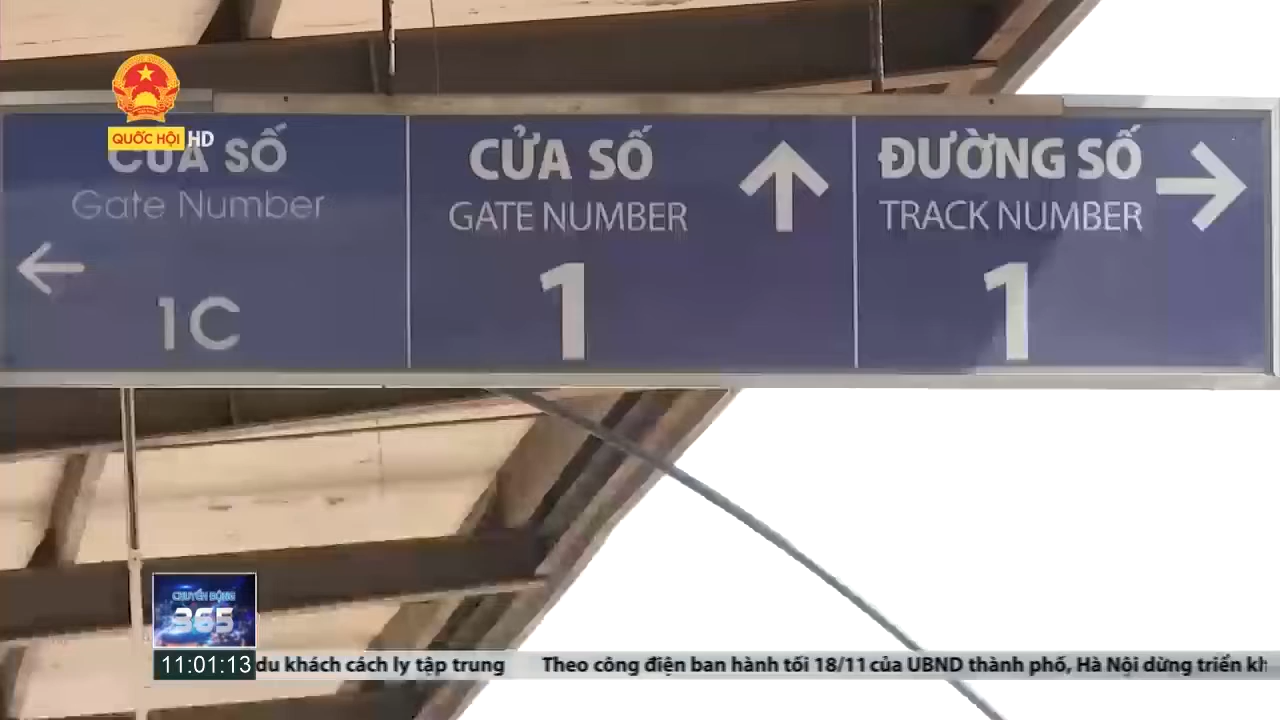 QUỐC HỘI HD
CỬA SỐ
Gate Number
1C
CỬA SỐ
GATE NUMBER
1
ĐƯỜNG SỐ
TRACK NUMBER
1
CHUYỂN ĐỘNG
365
11:01:13
du khách cách ly tập trung Theo công điện ban hành tối 18/11 của UBND thành phố, Hà Nội dừng triển kh